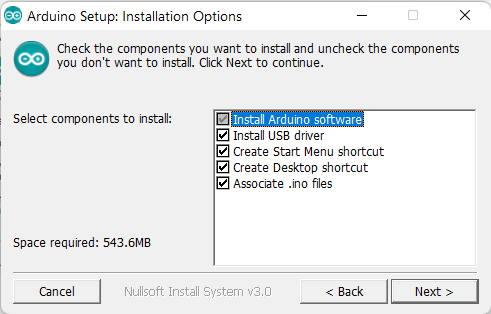 Arduino Setup: Installation Options
Check the components you want to install and uncheck the components
you don't want to install. Click Next to continue.
Select components to install:
Install Arduino software
Install USB driver
Create Start Menu shortcut
Create Desktop shortcut
Associate .ino files
Space required: 543.6MB
Cancel
Nullsoft Install System v3.0
< Back
Next >